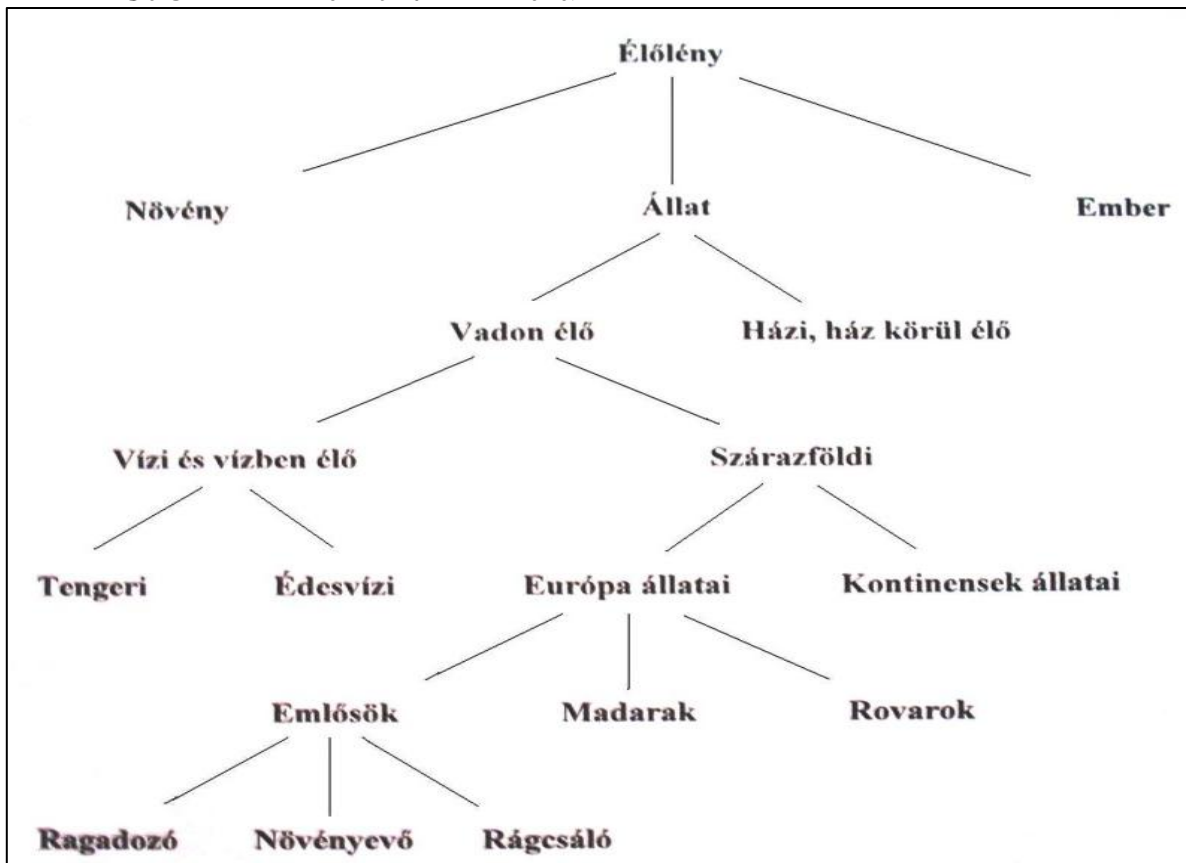 Élőlény
Növény Állat Ember
Vadon élő Házi, ház körül élő
Vízi és vízben élő Szárazföldi
Tengeri Édesvízi Európa állatai Kontinensek állatai
Emlősök Madarak Rovarok
Ragadozó Növényevő Rágcsáló